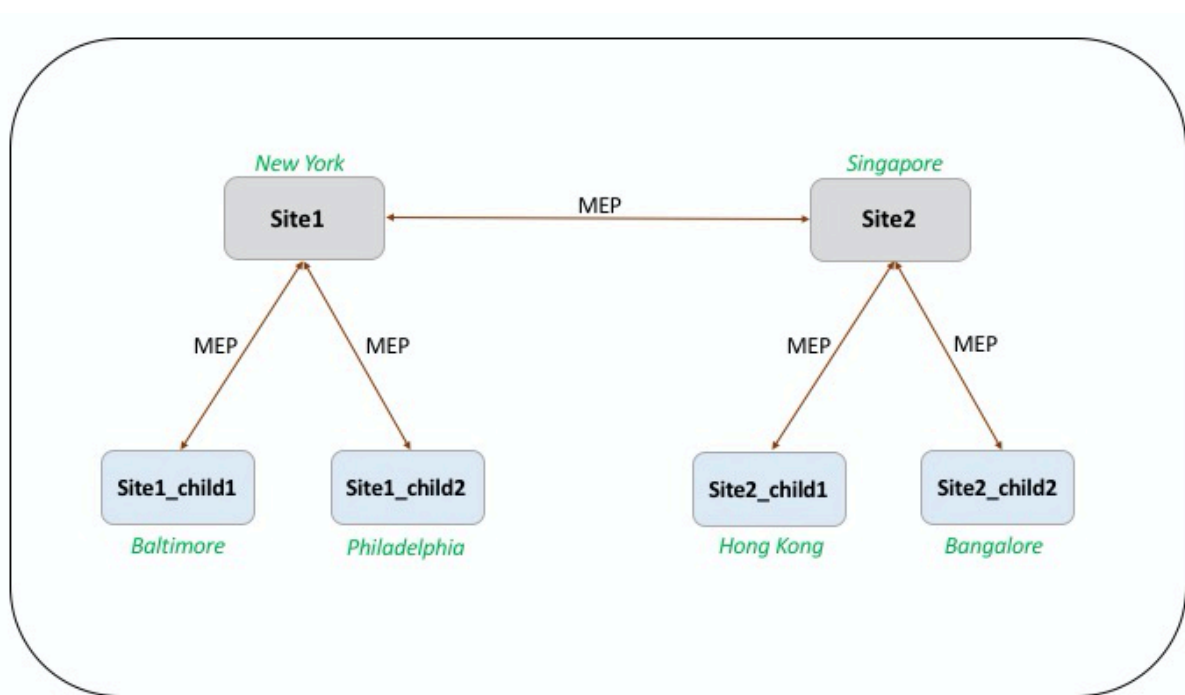 New York
Singapore
Site1
MEP
Site2
MEP
MEP
MEP
MEP
Site1_child1
Site1_child2
Site2_child1
Site2_child2
Baltimore
Philadelphia
Hong Kong
Bangalore